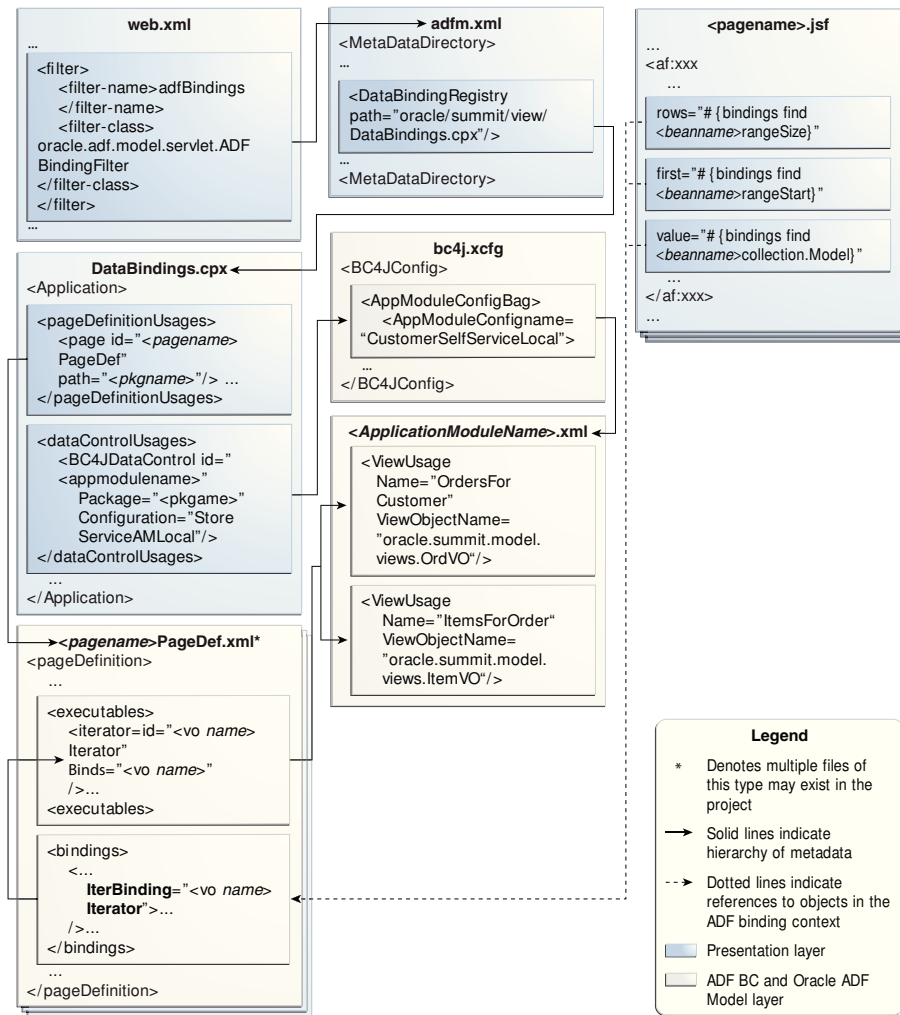 web.xml
...
<filter>
<filter-name>adfBindings
</filter-name>
<filter-class>
oracle.adf.model.servlet.ADF
BindingFilter
</filter-class>
</filter>
...
adfm.xml
<MetaDataDirectory>
...
<DataBindingRegistry
path="oracle/summit/view/
DataBindings.cpx"/>
...
<MetaDataDirectory>
<pagename>.jsf
...
<af:xxx
...
rows="# {bindings find
<beanname>rangeSize}"
first="# {bindings find
<beanname>rangeStart}"
value="# {bindings find
<beanname>collection.Model}"
...
</af:xxx>
...
DataBindings.cpx
<Application>
<pageDefinitionUsages>
<page id="<pagename>
PageDef"
path="<pkgname>"/> ...
</pageDefinitionUsages>
<dataControlUsages>
<BC4JDataControl id="
<appmodulename>"
Package="<pkgame>"
Configuration="Store
ServiceAMLocal"/>
</dataControlUsages>
...
</Application>
bc4j.xcfg
<BC4JConfig>
<AppModuleConfigBag>
<AppModuleConfigname=
“CustomerSelfServiceLocal”>
...
</BC4JConfig>
<ApplicationModuleName>.xml
<ViewUsage
Name="OrdersFor
Customer"
ViewObjectName=
"oracle.summit.model.
views.OrdVO“/>
<ViewUsage
Name="ItemsForOrder“
ViewObjectName=
"oracle.summit.model.
views.ItemVO“/>
<pagename>PageDef.xml*
<pageDefinition>
...
<executables>
<iterator=id="<vo name>
Iterator”
Binds="<vo name>"
/>...
<executables>
<bindings>
<...
IterBinding="<vo name>
Iterator”>...
/>...
</bindings>
...
</pageDefinition>
Legend
* Denotes multiple files of
this type may exist in the
project
Solid lines indicate
hierarchy of metadata
Dotted lines indicate
references to objects in the
ADF binding context
Presentation layer
ADF BC and Oracle ADF
Model layer